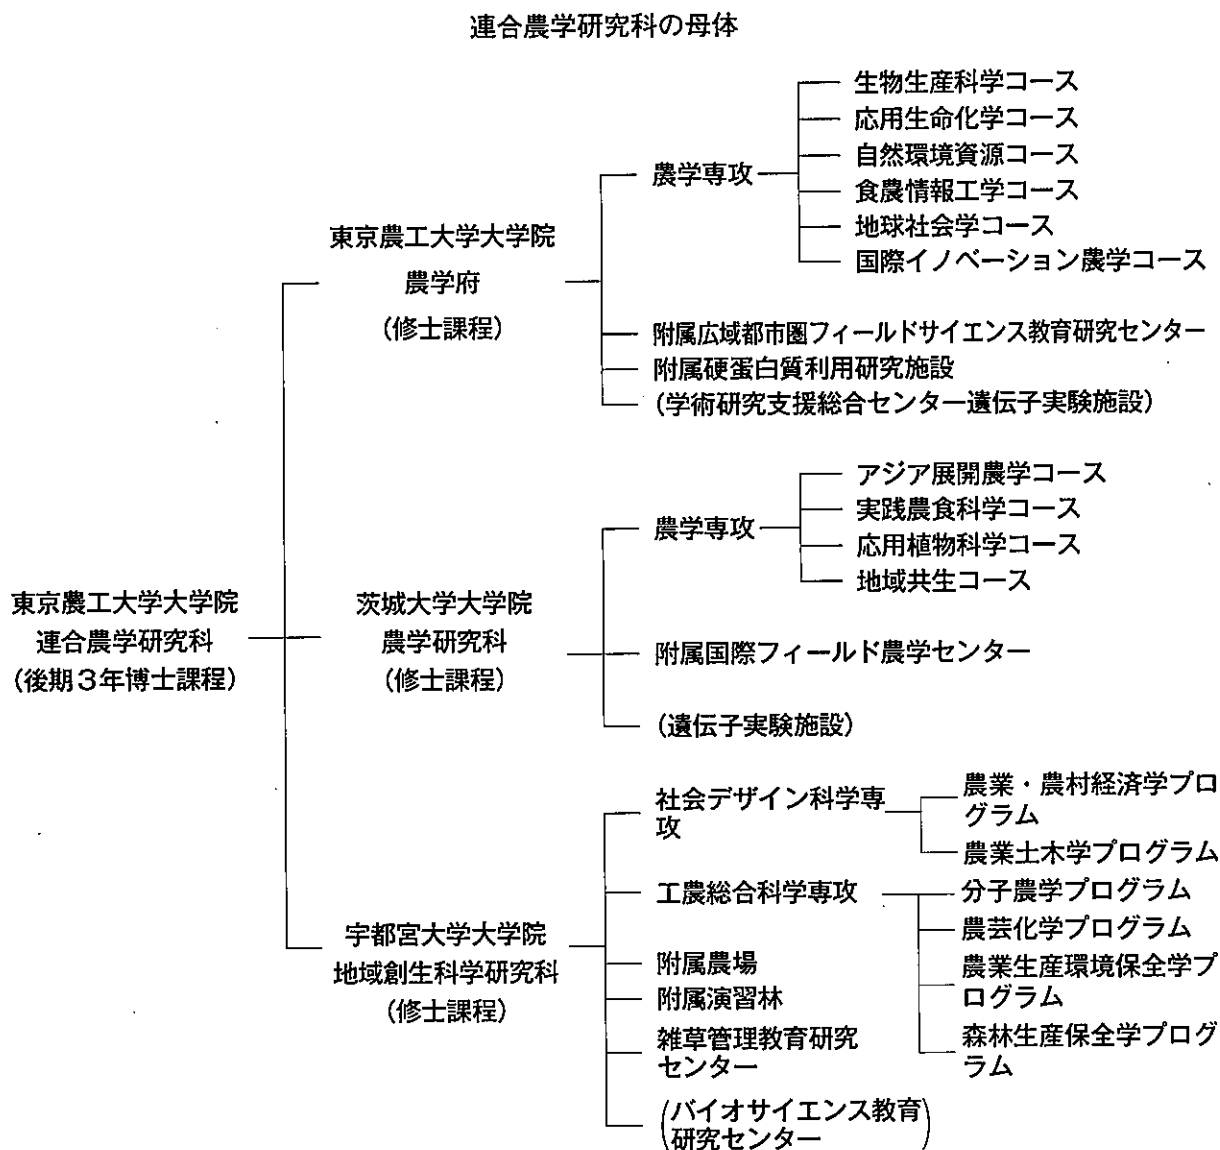 連合農学研究科の母体
東京農工大学大学院
連合農学研究科
(後期3年博士課程)
東京農工大学大学院
農学府
(修士課程)
農学専攻
生物生産科学コース
応用生命化学コース
自然環境資源コース
食農情報工学コース
地球社会学コース
国際イノベーション農学コース
附属広域都市圏フィールドサイエンス教育研究センター
附属硬蛋白質利用研究施設
(学術研究支援総合センター遺伝子実験施設)
茨城大学大学院
農学研究科
(修士課程)
農学専攻
アジア展開農学コース
実践農食科学コース
応用植物科学コース
地域共生コース
附属国際フィールド農学センター
(遺伝子実験施設)
宇都宮大学大学院
地域創生科学研究科
(修士課程)
社会デザイン科学専
攻
農業・農村経済学プロ
グラム
農業土木学プログラム
工農総合科学専攻
分子農学プログラム
農芸化学プログラム
農業生産環境保全学プ
ログラム
森林生産保全学プログ
ラム
附属農場
附属演習林
雑草管理教育研究
センター
(バイオサイエンス教育
研究センター)